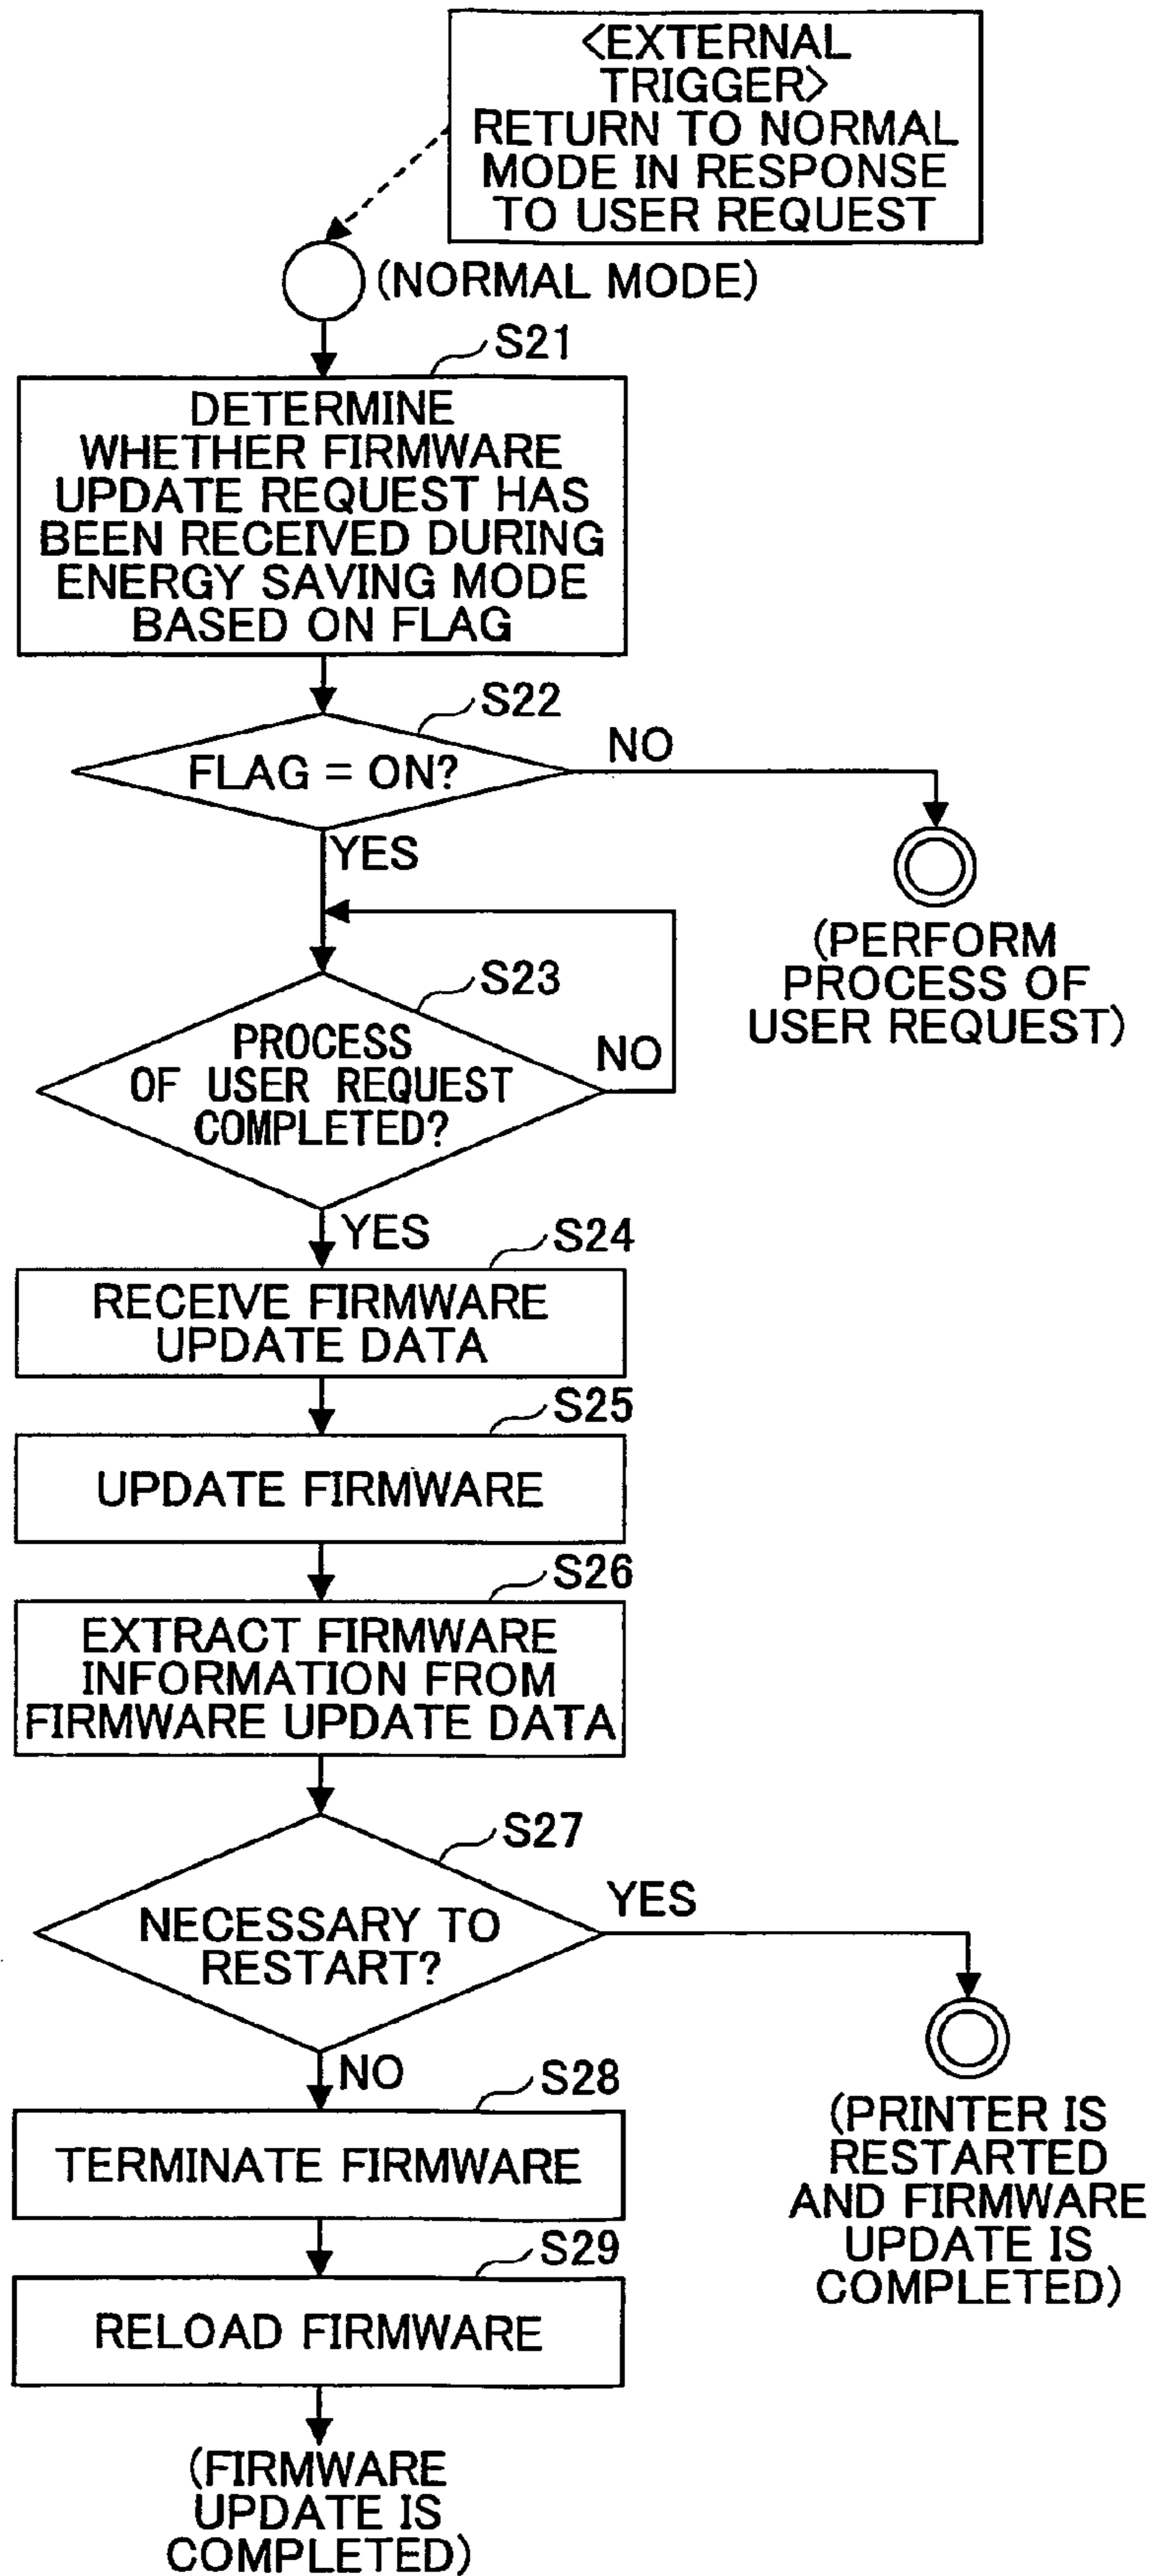 <EXTERNAL
TRIGGER>
RETURN TO NORMAL
MODE IN RESPONSE
TO USER REQUEST
(NORMAL MODE)
S21
DETERMINE
WHETHER FIRMWARE
UPDATE REQUEST HAS
BEEN RECEIVED DURING
ENERGY SAVING MODE
BASED ON FLAG
S22
FLAG = ON?
NO
YES
(PERFORM
PROCESS OF
USER REQUEST)
S23
PROCESS
OF USER REQUEST
COMPLETED?
NO
YES
S24
RECEIVE FIRMWARE
UPDATE DATA
S25
UPDATE FIRMWARE
S26
EXTRACT FIRMWARE
INFORMATION FROM
FIRMWARE UPDATE DATA
S27
NECESSARY TO
RESTART?
YES
NO
(PRINTER IS
RESTARTED
AND FIRMWARE
UPDATE IS
COMPLETED)
S28
TERMINATE FIRMWARE
S29
RELOAD FIRMWARE
(FIRMWARE
UPDATE IS
COMPLETED)